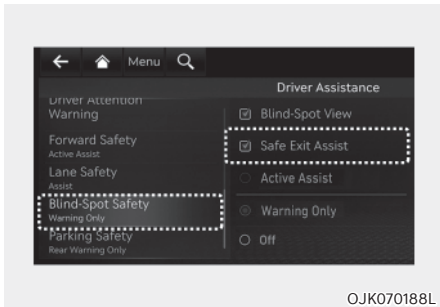 Menu
Driver Assistance
Driver Attention
Warning
Forward Safety
Active Assist
Lane Safety
Assist
Blind-Spot Safety
Warning Only
Parking Safety
Rear Warning Only
Blind-Spot View
Safe Exit Assist
Active Assist
Warning Only
Off
OJK070188L